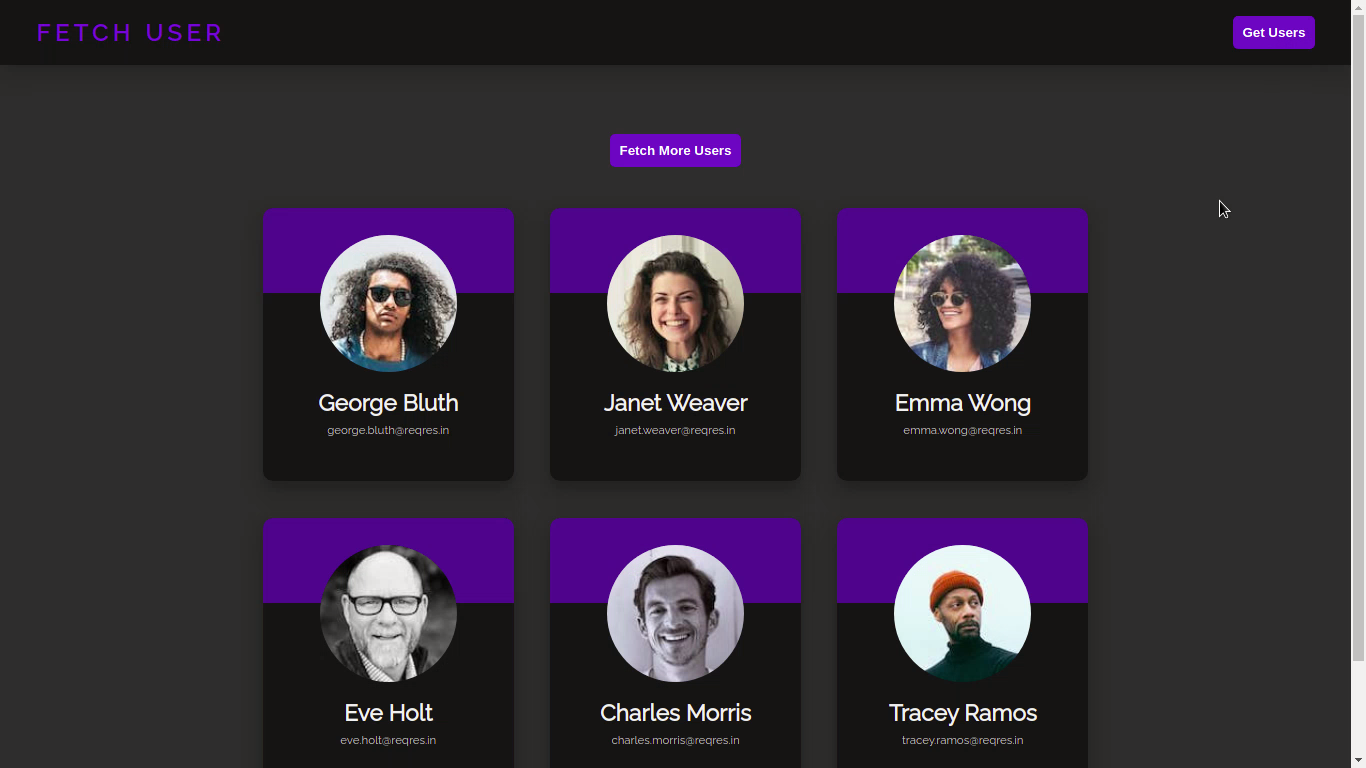 FETCH USER
Get Users
Fetch More Users
George Bluth
george.bluth@reqres.in
Janet Weaver
janet.weaver@reqres.in
Emma Wong
emma.wong@reqres.in
Eve Holt
eve.holt@reqres.in
Charles Morris
charles.morris@reqres.in
Tracey Ramos
tracey.ramos@reqres.in